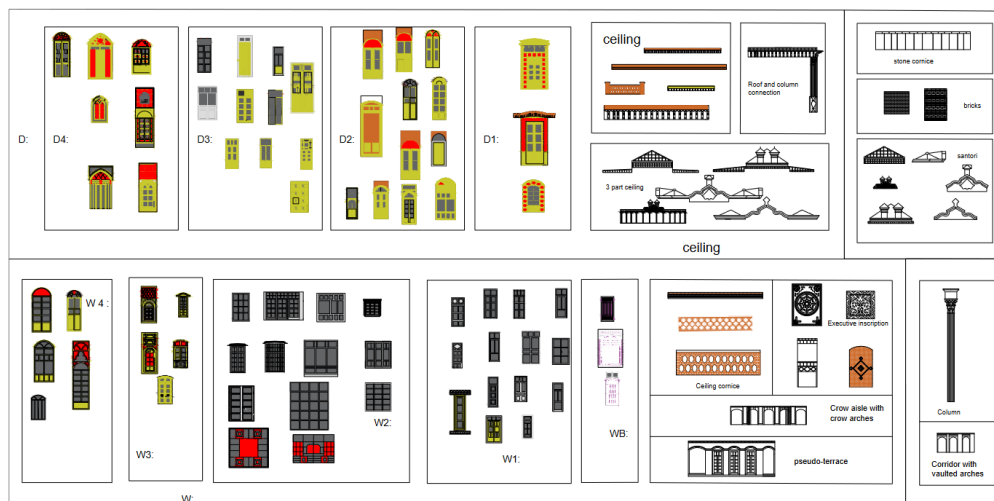 ceiling
stone cornice
Roof and column
connection
bricks
D:
D4:
D3:
D2:
D1:
santori
3 part ceiling
ceiling
W 4 :
Executive inscription
Ceiling cornice
Column
Crow aisle with
crow arches
W2:
WB:
W3:
W1:
pseudo-terrace
Corridor with
vaulted arches
W: